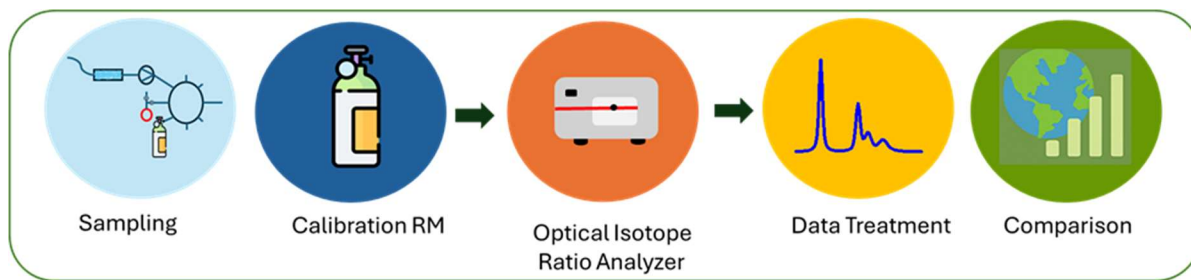 Sampling
Calibration RM
Optical Isotope
Ratio Analyzer
Data Treatment
Comparison